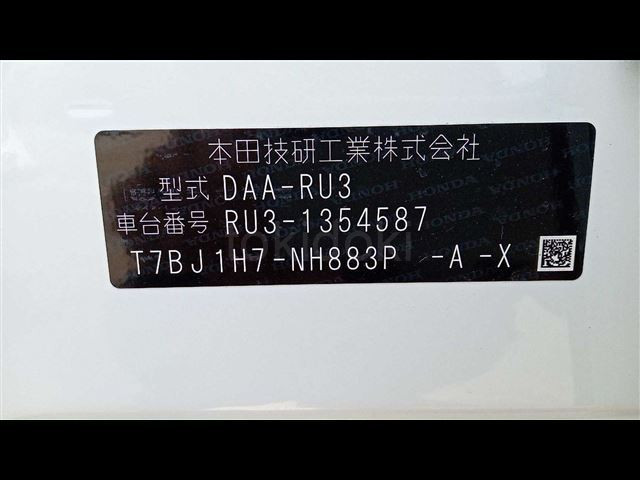 本田技研工業株式会社
型式 DAA-RU3
車台番号 RU3-1354587
T7BJ1H7-NH883P -A -X